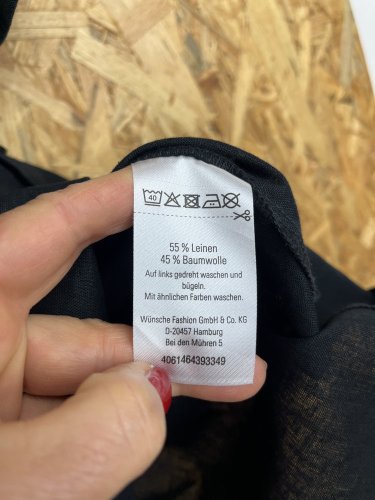 40
55 % Leinen
45 % Baumwolle
Auf links gedreht waschen und
bügeln.
Mit ähnlichen Farben waschen.
Wünsche Fashion GmbH & Co. KG
D-20457 Hamburg
Bei den Mühren 5
4061464393349